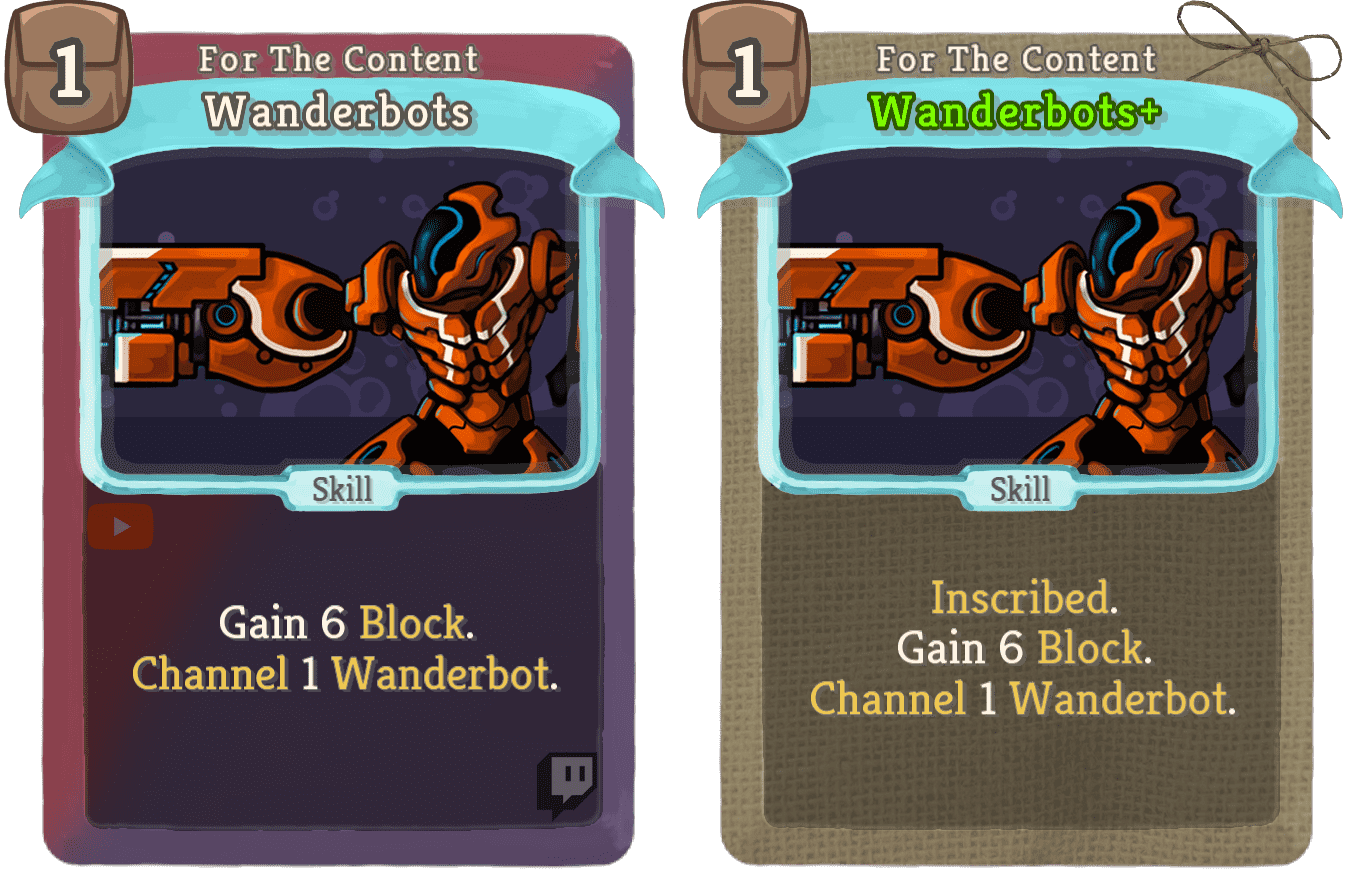 1
For The Content
Wanderbots
Skill
Gain 6 Block.
Channel 1 Wanderbot.
1
For The Content
Wanderbots+
Skill
Inscribed.
Gain 6 Block.
Channel 1 Wanderbot.